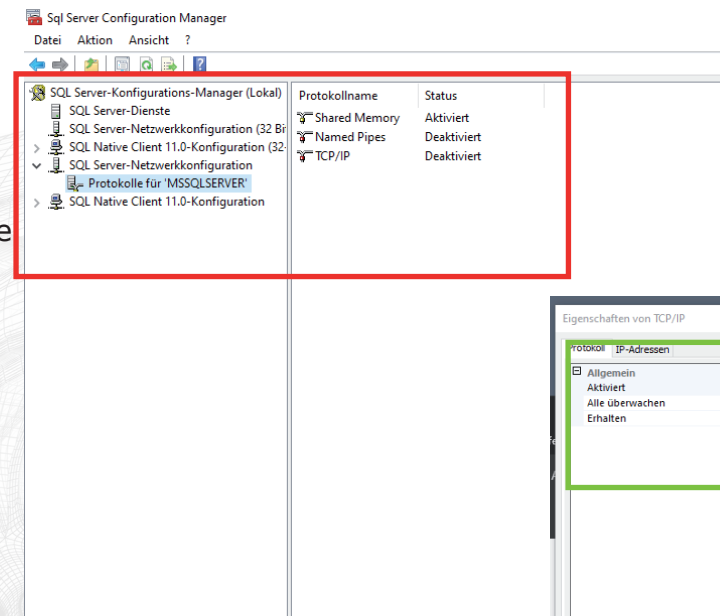 Sql Server Configuration Manager
Datei Aktion Ansicht ?
SQL Server-Konfigurations-Manager (Lokal)
SQL Server-Dienste
SQL Server-Netzwerkkonfiguration (32 Bi
SQL Native Client 11.0-Konfiguration (32-
SQL Server-Netzwerkkonfiguration
Protokolle für 'MSSQLSERVER'
SQL Native Client 11.0-Konfiguration
Protokollname Status
Shared Memory Aktiviert
Named Pipes Deaktiviert
TCP/IP Deaktiviert
e
Eigenschaften von TCP/IP
Protokoll IP-Adressen
Allgemein
Aktiviert
Alle überwachen
Erhalten